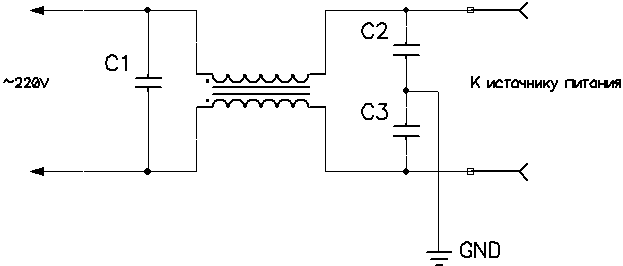 C2
C1
~220V
К источнику питания
C3
GND